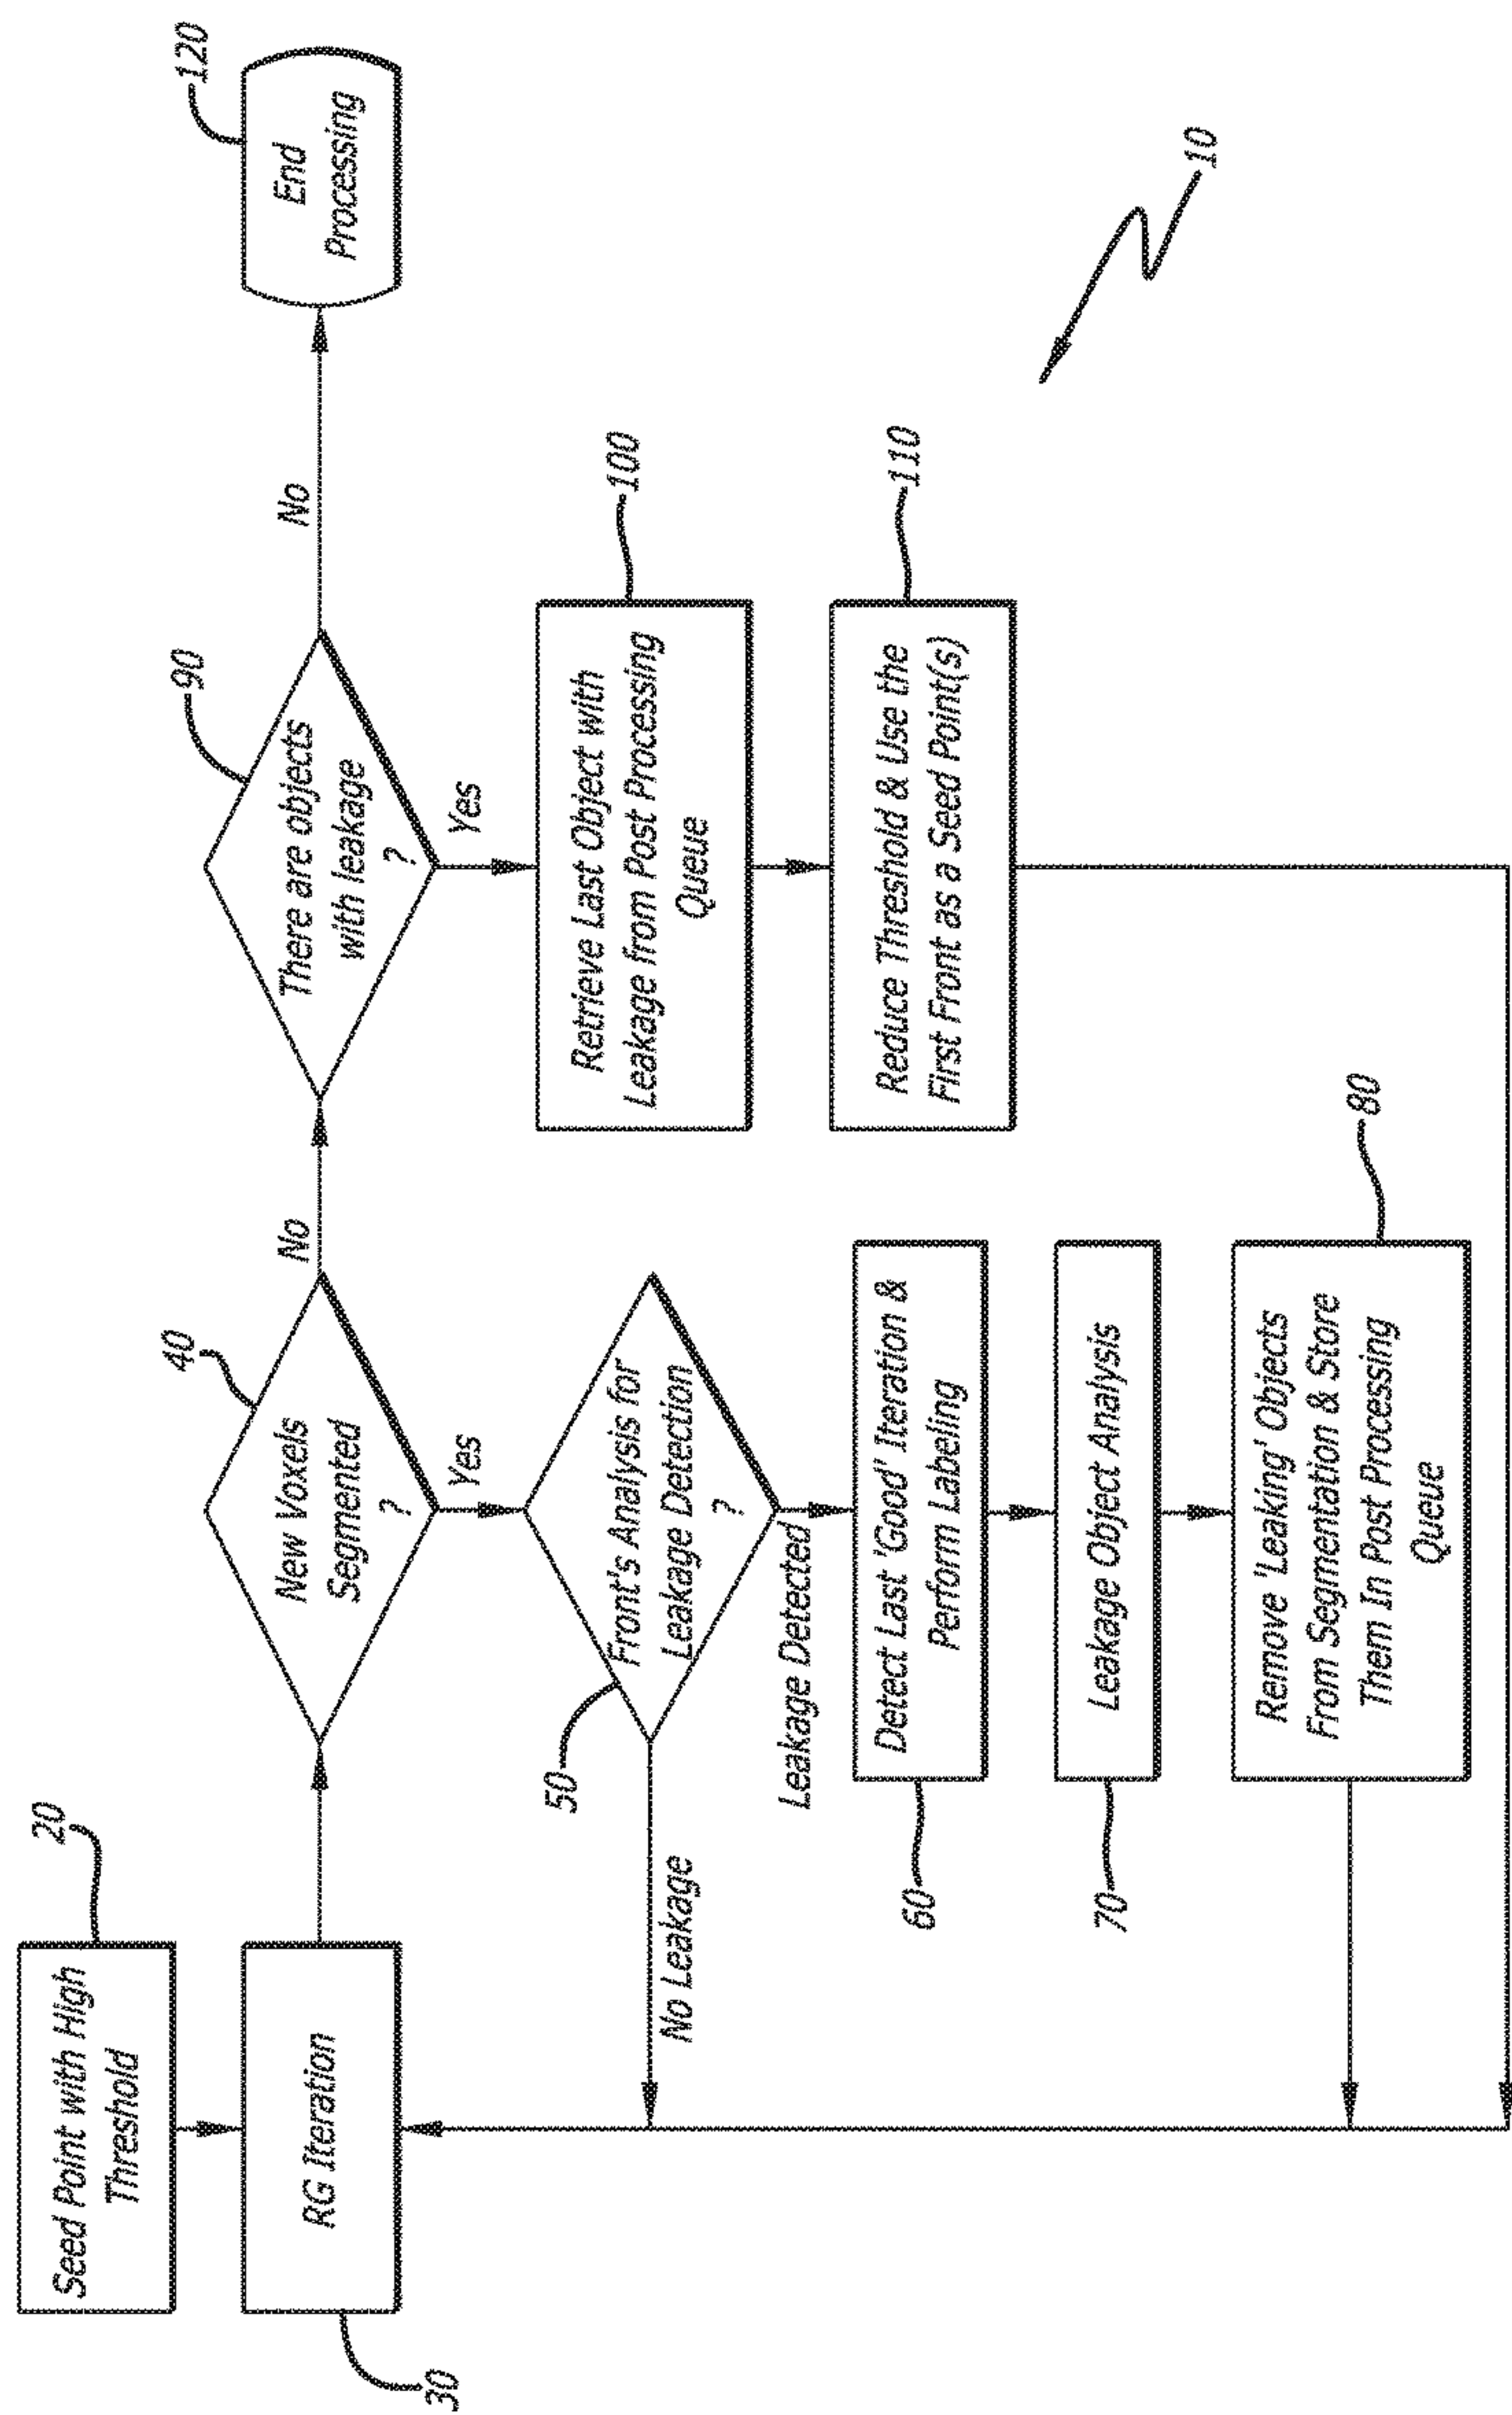 20
Seed Point with High
Threshold
30
RG Iteration
40
New Voxels
Segmented
?
No
Yes
50
Front's Analysis for
Leakage Detection
?
No Leakage
Leakage Detected
60
Detect Last 'Good' Iteration &
Perform Labeling
70
Leakage Object Analysis
80
Remove 'Leaking' Objects
From Segmentation & Store
Them In Post Processing
Queue
90
There are objects
with leakage
?
No
Yes
100
Retrieve Last Object with
Leakage from Post Processing
Queue
110
Reduce Threshold & Use the
First Front as a Seed Point(s)
120
End
Processing
10